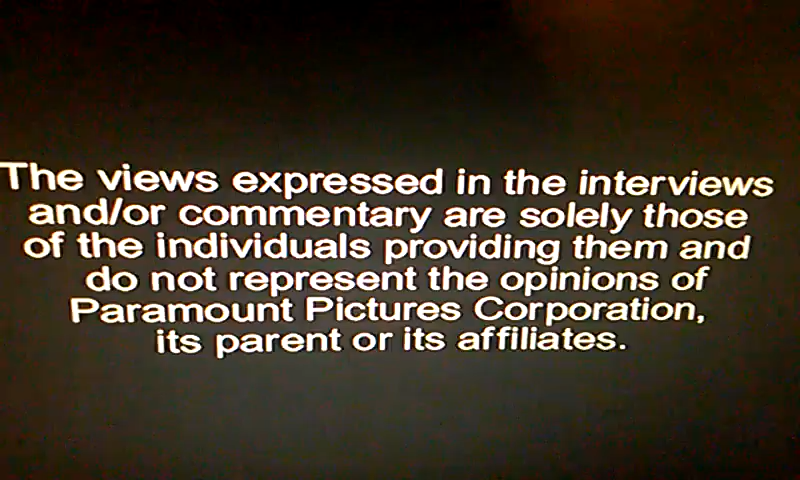 The views expressed in the interviews
and/or commentary are solely those
of the individuals providing them and
do not represent the opinions of
Paramount Pictures Corporation,
its parent or its affiliates.